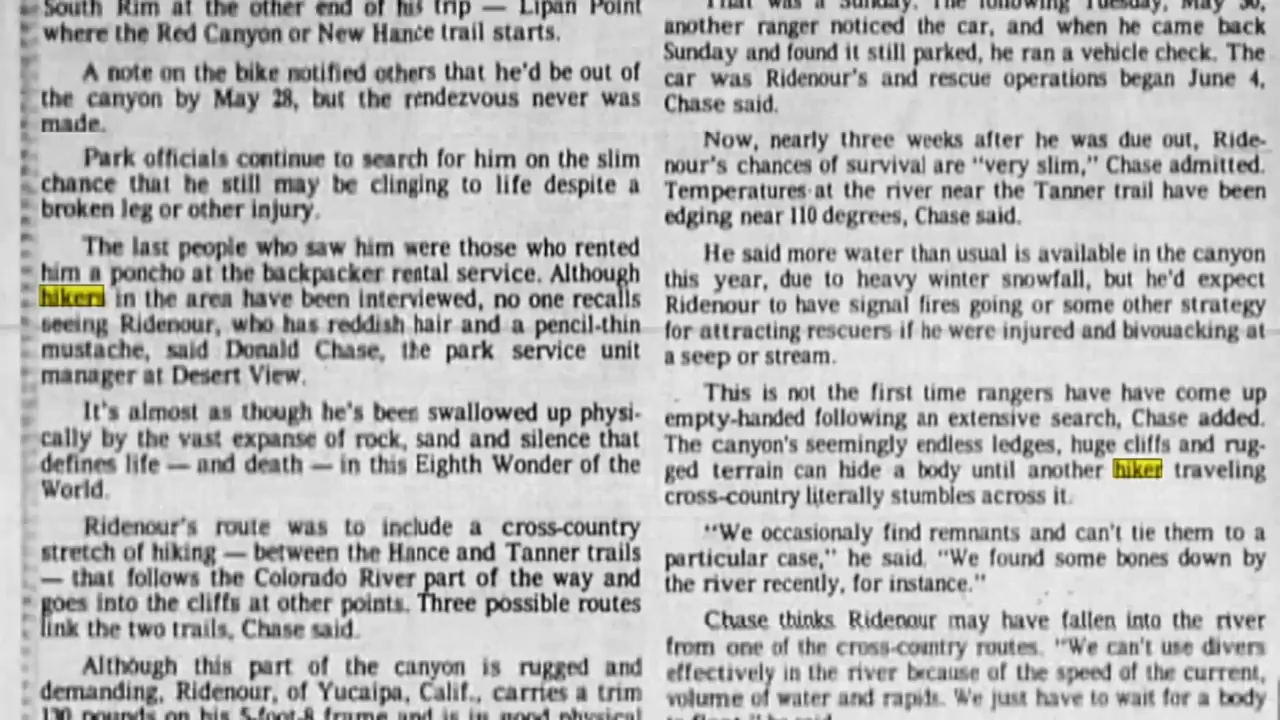 South Rim at the other end of his trip — Lipan Point
where the Red Canyon or New Hance trail starts.
A note on the bike notified others that he'd be out of
the canyon by May 28, but the rendezvous never was
made.
Park officials continue to search for him on the slim
chance that he still may be clinging to life despite a
broken leg or other injury.
The last people who saw him were those who rented
him a poncho at the backpacker rental service. Although
hikers in the area have been interviewed, no one recalls
seeing Ridenour, who has reddish hair and a pencil-thin
mustache, said Donald Chase, the park service unit
manager at Desert View.
It's almost as though he's been swallowed up physi-
cally by the vast expanse of rock, sand and silence that
defines life — and death — in this Eighth Wonder of the
World.
Ridenour's route was to include a cross-country
stretch of hiking — between the Hance and Tanner trails
— that follows the Colorado River part of the way and
goes into the cliffs at other points. Three possible routes
link the two trails, Chase said.
Although this part of the canyon is rugged and
demanding, Ridenour, of Yucaipa, Calif., carries a trim
130 pounds on his 5-foot-8 frame and is in good physical
That was a Sunday. The following Tuesday, May 30,
another ranger noticed the car, and when he came back
Sunday and found it still parked, he ran a vehicle check. The
car was Ridenour's and rescue operations began June 4,
Chase said.
Now, nearly three weeks after he was due out, Ride-
nour's chances of survival are "very slim," Chase admitted.
Temperatures at the river near the Tanner trail have been
edging near 110 degrees, Chase said.
He said more water than usual is available in the canyon
this year, due to heavy winter snowfall, but he'd expect
Ridenour to have signal fires going or some other strategy
for attracting rescuers if he were injured and bivouacking at
a seep or stream.
This is not the first time rangers have have come up
empty-handed following an extensive search, Chase added.
The canyon's seemingly endless ledges, huge cliffs and rug-
ged terrain can hide a body until another hiker traveling
cross-country literally stumbles across it.
"We occasionaly find remnants and can't tie them to a
particular case," he said. "We found some bones down by
the river recently, for instance."
Chase thinks Ridenour may have fallen into the river
from one of the cross-country routes. "We can't use divers
effectively in the river because of the speed of the current,
volume of water and rapids. We just have to wait for a body